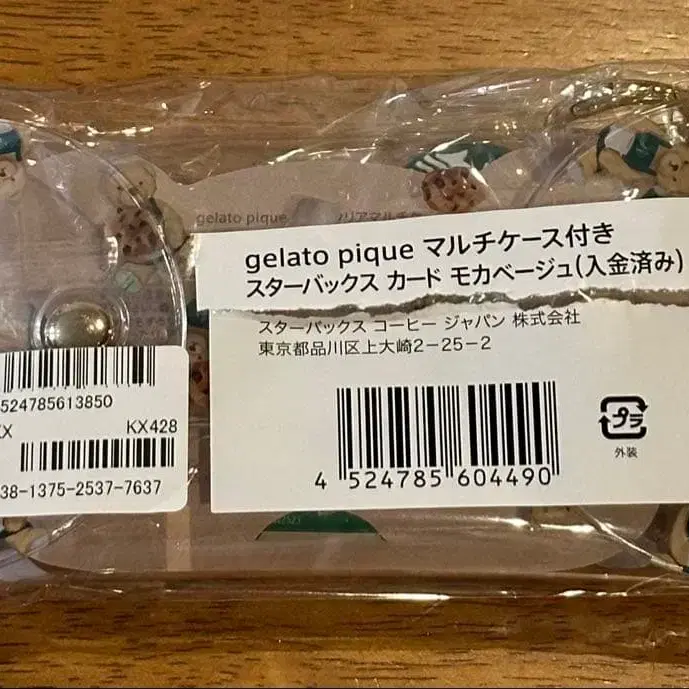 gelato pique
gelato pique マルチケース付き
スターバックス カード モカベージュ(入金済み)
スターバックス コーヒー ジャパン 株式会社
東京都品川区上大崎2-25-2
4 524785 604490
プラ
外装
524785613850
KX428
38-1375-2537-7637